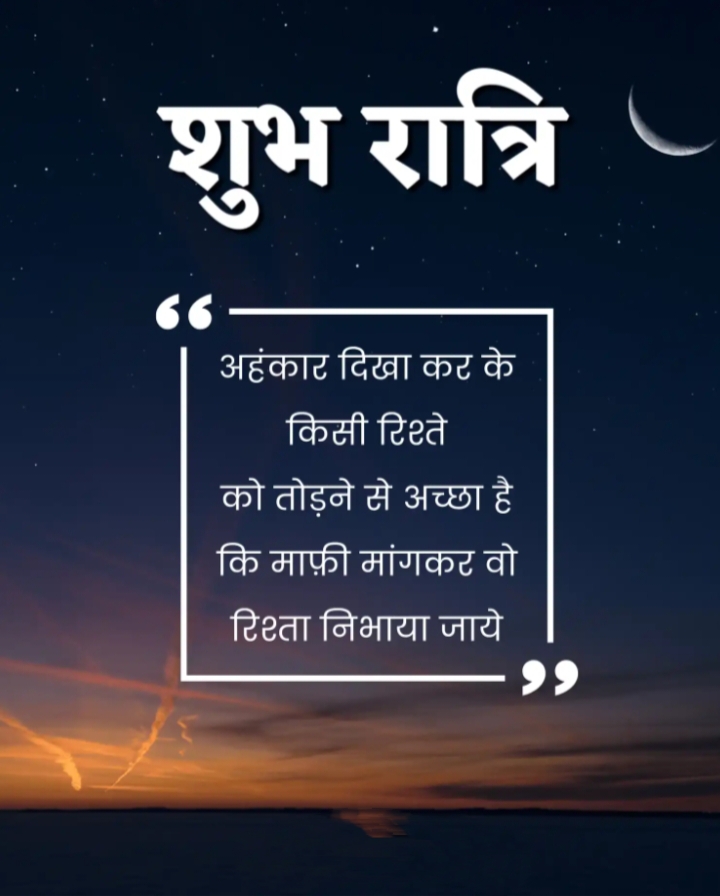 शुभ रात्रि
“
अहंकार दिखा कर के
किसी रिश्ते
को तोड़ने से अच्छा है
कि माफ़ी मांगकर वो
रिश्ता निभाया जाये
”